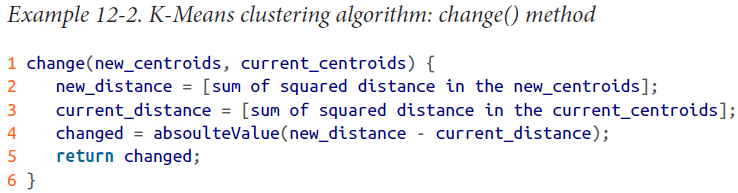 Example 12-2. K-Means clustering algorithm: change() method
1 change(new_centroids, current_centroids) {
2    new_distance = [sum of squared distance in the new_centroids];
3    current_distance = [sum of squared distance in the current_centroids];
4    changed = absoulteValue(new_distance - current_distance);
5    return changed;
6 }